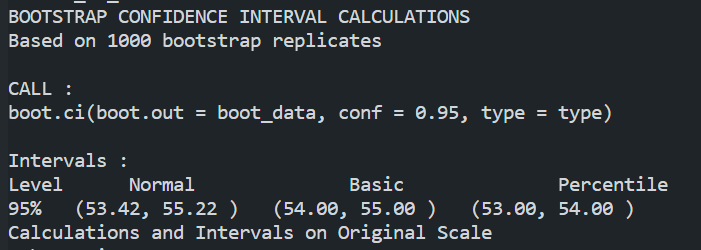 BOOTSTRAP CONFIDENCE INTERVAL CALCULATIONS
Based on 1000 bootstrap replicates
CALL :
boot.ci(boot.out = boot_data, conf = 0.95, type = type)
Intervals :
Level      Normal              Basic              Percentile
95%   (53.42, 55.22 )   (54.00, 55.00 )   (53.00, 54.00 )
Calculations and Intervals on Original Scale